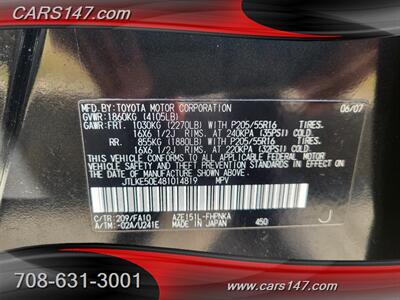 CARS147.com
MFD.BY:TOYOTA MOTOR CORPORATION 06/07
GVWR:1860KG (4105LB)
GAWR:FRT. 1030KG (2270LB) WITH P205/55R16 TIRES.
16X6 1/2J RIMS. AT 240KPA (35PSI) COLD.
RR. 855KG (1880LB) WITH P205/55R16 TIRES.
16X6 1/2J RIMS. AT 220KPA (32PSI) COLD.
THIS VEHICLE CONFORMS TO ALL APPLICABLE
FEDERAL MOTOR VEHICLE SAFETY AND THEFT
PREVENTION STANDARDS IN EFFECT ON THE
DATE OF MANUFACTURE SHOWN ABOVE.
JTLKE50E481014819 MPV
C/TR:209/FA10 AZE151L-FHPNKA
A/TM:-02A/U241E MADE IN JAPAN 450 J
708-631-3001
CARS147.com